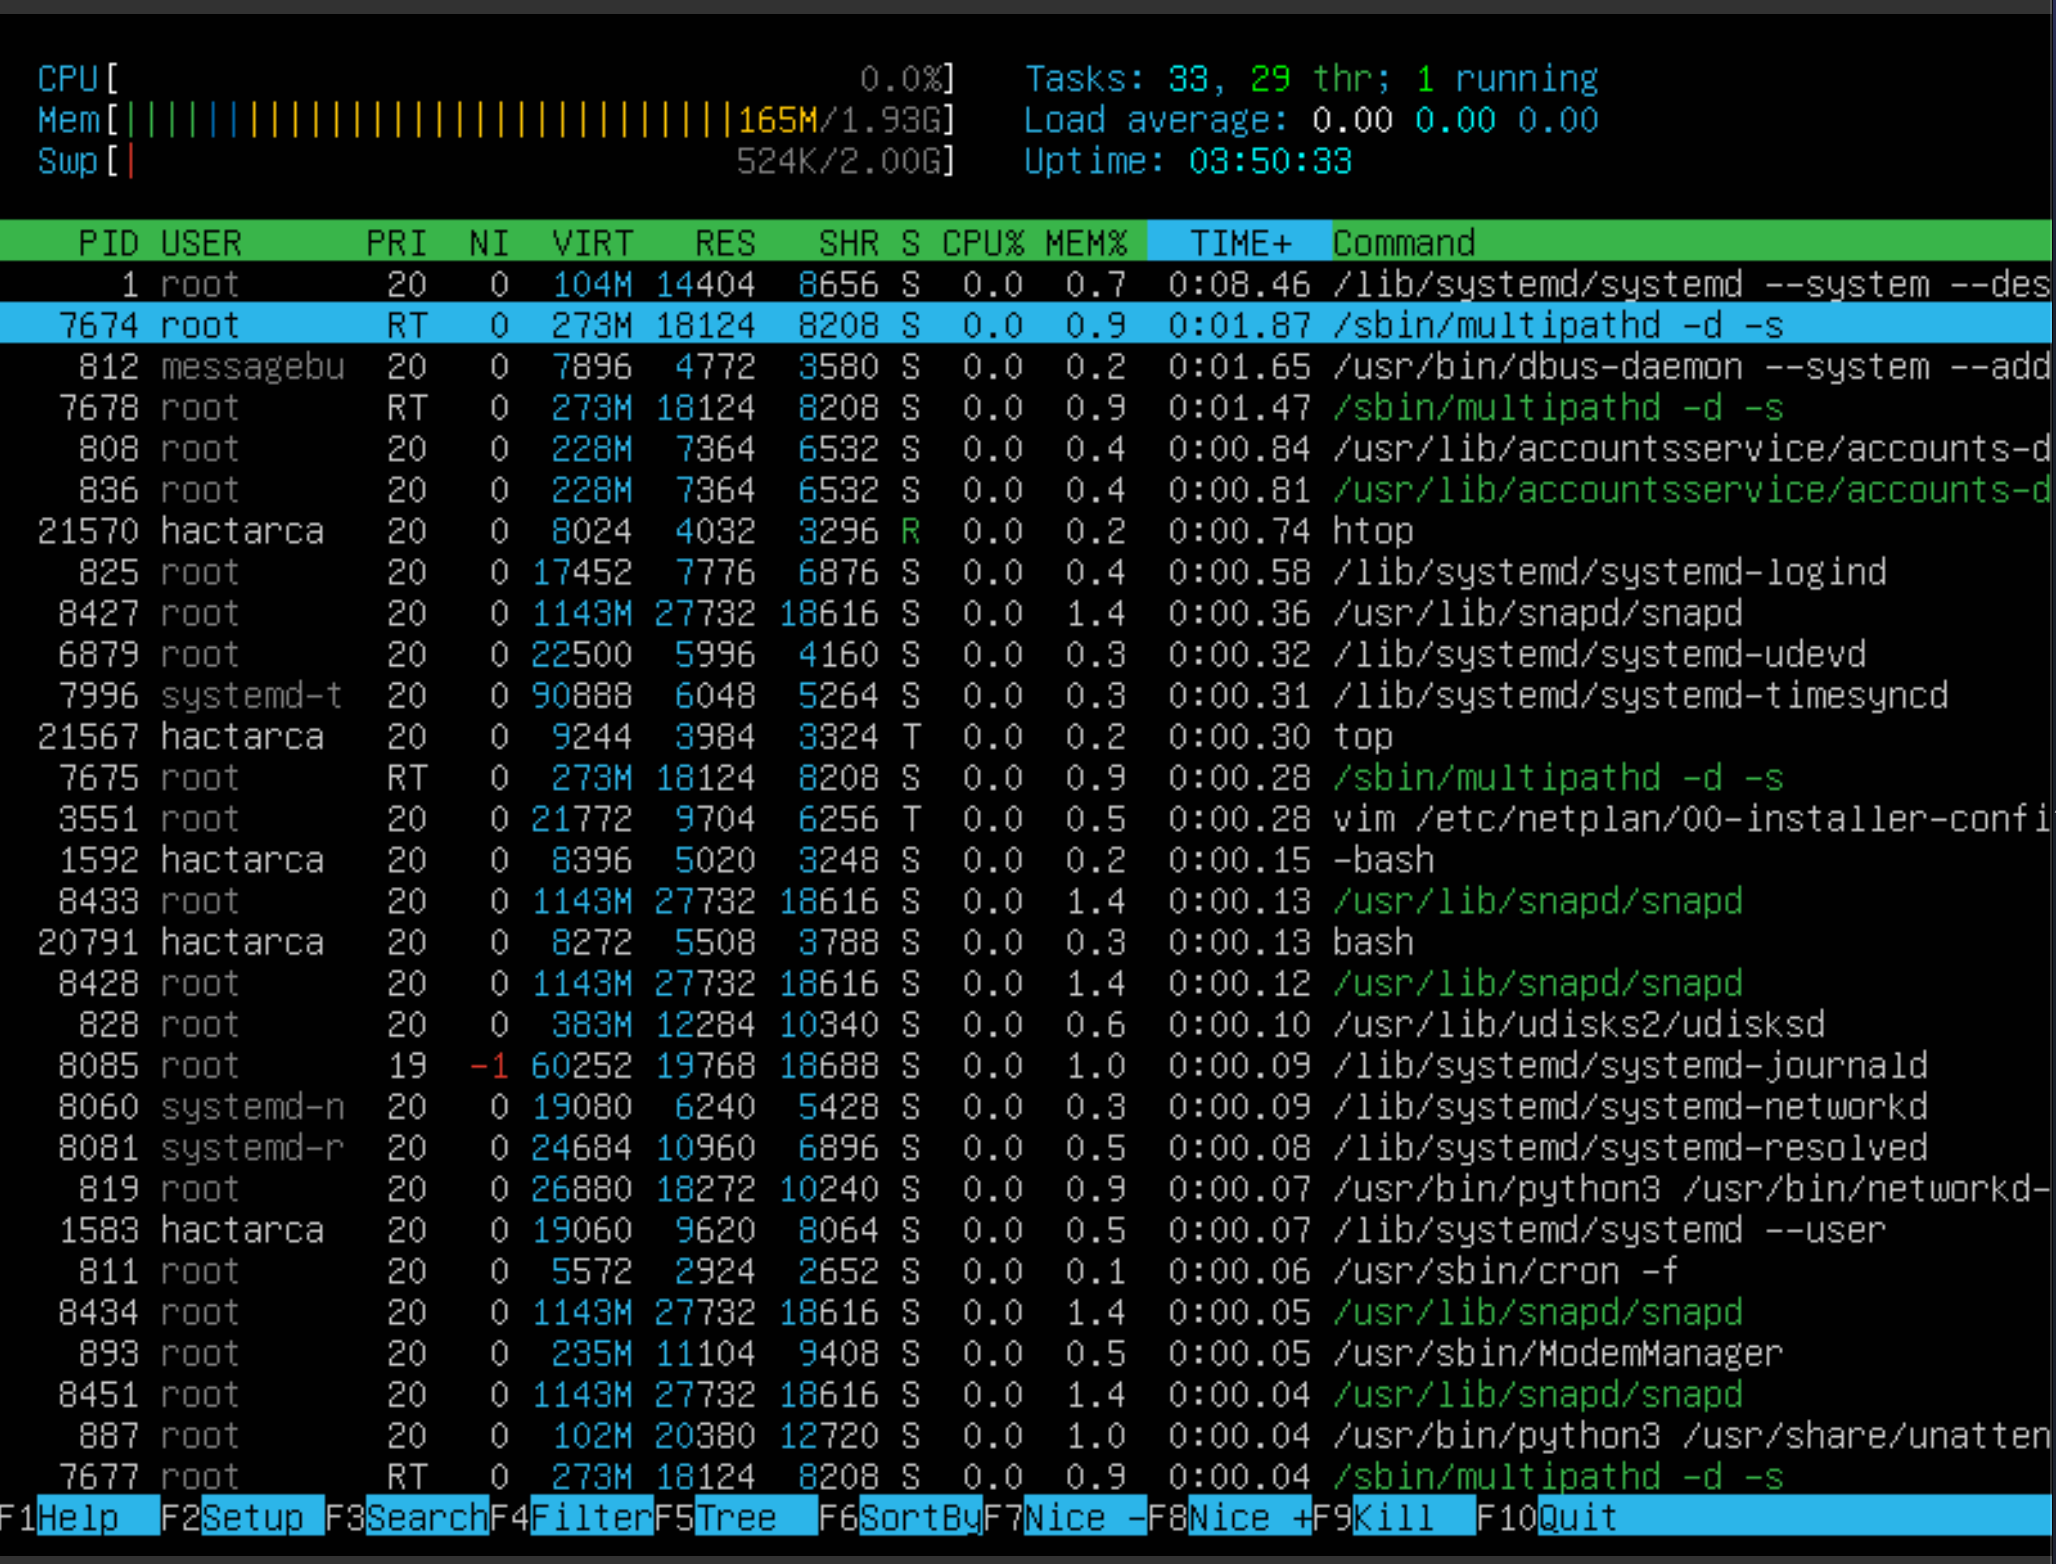 CPU[ 0.0%] Tasks: 33, 29 thr; 1 running
Mem[|||||||||||||||||||||||||||||165M/1.93G] Load average: 0.00 0.00 0.00
Swp[| 524K/2.00G] Uptime: 03:50:33
PID USER PRI NI VIRT RES SHR S CPU% MEM% TIME+ Command
1 root 20 0 104M 14404 8656 S 0.0 0.7 0:08.46 /lib/systemd/systemd --system --des
7674 root RT 0 273M 18124 8208 S 0.0 0.9 0:01.87 /sbin/multipathd -d -s
812 messagebu 20 0 7896 4772 3580 S 0.0 0.2 0:01.65 /usr/bin/dbus-daemon --system --add
7678 root RT 0 273M 18124 8208 S 0.0 0.9 0:01.47 /sbin/multipathd -d -s
808 root 20 0 228M 7364 6532 S 0.0 0.4 0:00.84 /usr/lib/accountsservice/accounts-d
836 root 20 0 228M 7364 6532 S 0.0 0.4 0:00.81 /usr/lib/accountsservice/accounts-d
21570 hactarca 20 0 8024 4032 3296 R 0.0 0.2 0:00.74 htop
825 root 20 0 17452 7776 6876 S 0.0 0.4 0:00.58 /lib/systemd/systemd-logind
8427 root 20 0 1143M 27732 18616 S 0.0 1.4 0:00.36 /usr/lib/snapd/snapd
6879 root 20 0 22500 5996 4160 S 0.0 0.3 0:00.32 /lib/systemd/systemd-udevd
7996 systemd-t 20 0 90888 6048 5264 S 0.0 0.3 0:00.31 /lib/systemd/systemd-timesyncd
21567 hactarca 20 0 9244 3984 3324 T 0.0 0.2 0:00.30 top
7675 root RT 0 273M 18124 8208 S 0.0 0.9 0:00.28 /sbin/multipathd -d -s
3551 root 20 0 21772 9704 6256 T 0.0 0.5 0:00.28 vim /etc/netplan/00-installer-confi
1592 hactarca 20 0 8396 5020 3248 S 0.0 0.2 0:00.15 -bash
8433 root 20 0 1143M 27732 18616 S 0.0 1.4 0:00.13 /usr/lib/snapd/snapd
20791 hactarca 20 0 8272 5508 3788 S 0.0 0.3 0:00.13 bash
8428 root 20 0 1143M 27732 18616 S 0.0 1.4 0:00.12 /usr/lib/snapd/snapd
828 root 20 0 383M 12284 10340 S 0.0 0.6 0:00.10 /usr/lib/udisks2/udisksd
8085 root 19 -1 60252 19768 18688 S 0.0 1.0 0:00.09 /lib/systemd/systemd-journald
8060 systemd-n 20 0 19080 6240 5428 S 0.0 0.3 0:00.09 /lib/systemd/systemd-networkd
8081 systemd-r 20 0 24684 10960 6896 S 0.0 0.5 0:00.08 /lib/systemd/systemd-resolved
819 root 20 0 26880 18272 10240 S 0.0 0.9 0:00.07 /usr/bin/python3 /usr/bin/networkd-
1583 hactarca 20 0 19060 9620 8064 S 0.0 0.5 0:00.07 /lib/systemd/systemd --user
811 root 20 0 5572 2924 2652 S 0.0 0.1 0:00.06 /usr/sbin/cron -f
8434 root 20 0 1143M 27732 18616 S 0.0 1.4 0:00.05 /usr/lib/snapd/snapd
893 root 20 0 235M 11104 9408 S 0.0 0.5 0:00.05 /usr/sbin/ModemManager
8451 root 20 0 1143M 27732 18616 S 0.0 1.4 0:00.04 /usr/lib/snapd/snapd
887 root 20 0 102M 20380 12720 S 0.0 1.0 0:00.04 /usr/bin/python3 /usr/share/unatten
7677 root RT 0 273M 18124 8208 S 0.0 0.9 0:00.04 /sbin/multipathd -d -s
F1Help F2Setup F3SearchF4FilterF5Tree F6SortByF7Nice -F8Nice +F9Kill F10Quit